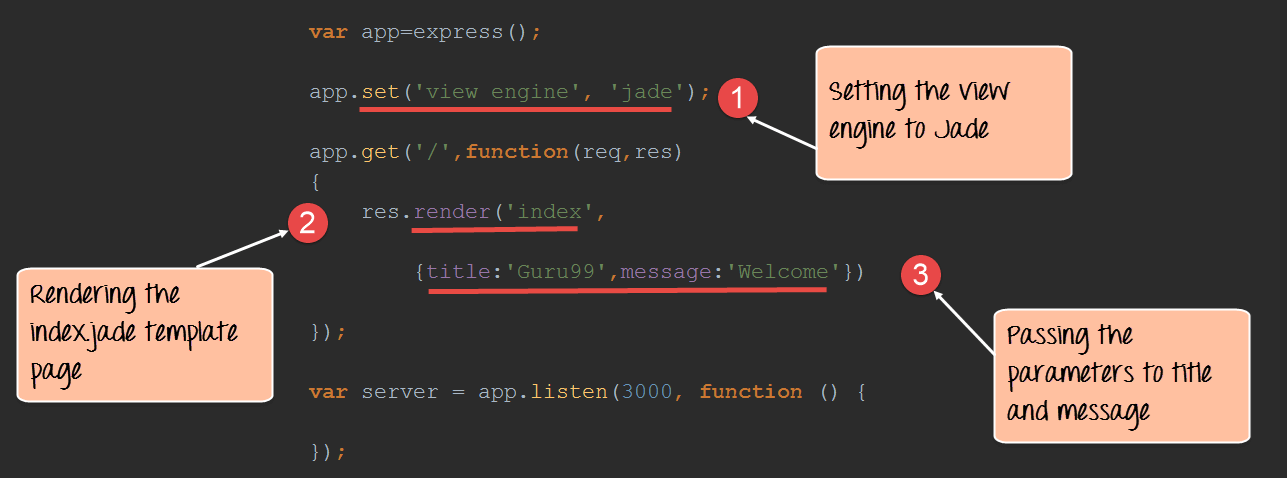 var app=express();
app.set('view engine', 'jade');
1
Setting the view
engine to Jade
app.get('/',function(req,res)
{
res.render('index',
2
{title:'Guru99',message:'Welcome'})
3
Rendering the
index.jade template
page
Passing the
parameters to title
and message
});
var server = app.listen(3000, function () {
});